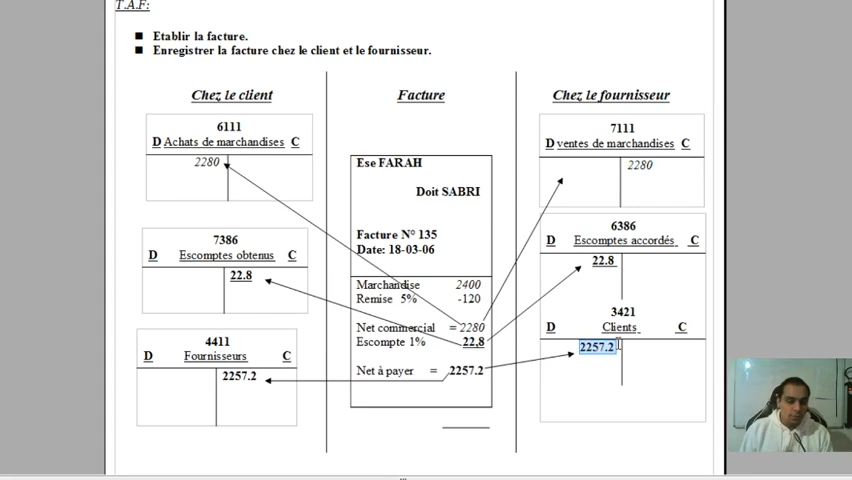 T.A.F:
Etablir la facture.
Enregistrer la facture chez le client et le fournisseur.
Chez le client
6111
D Achats de marchandises C
2280
7386
D Escomptes obtenus C
22.8
4411
D Fournisseurs C
2257.2
Facture
Ese FARAH
Doit SABRI
Facture N° 135
Date: 18-03-06
Marchandise 2400
Remise 5% -120
Net commercial = 2280
Escompte 1% 22,8
Net à payer = 2257.2
Chez le fournisseur
7111
D ventes de marchandises C
2280
6386
D Escomptes accordés C
22.8
3421
D Clients C
2257.2